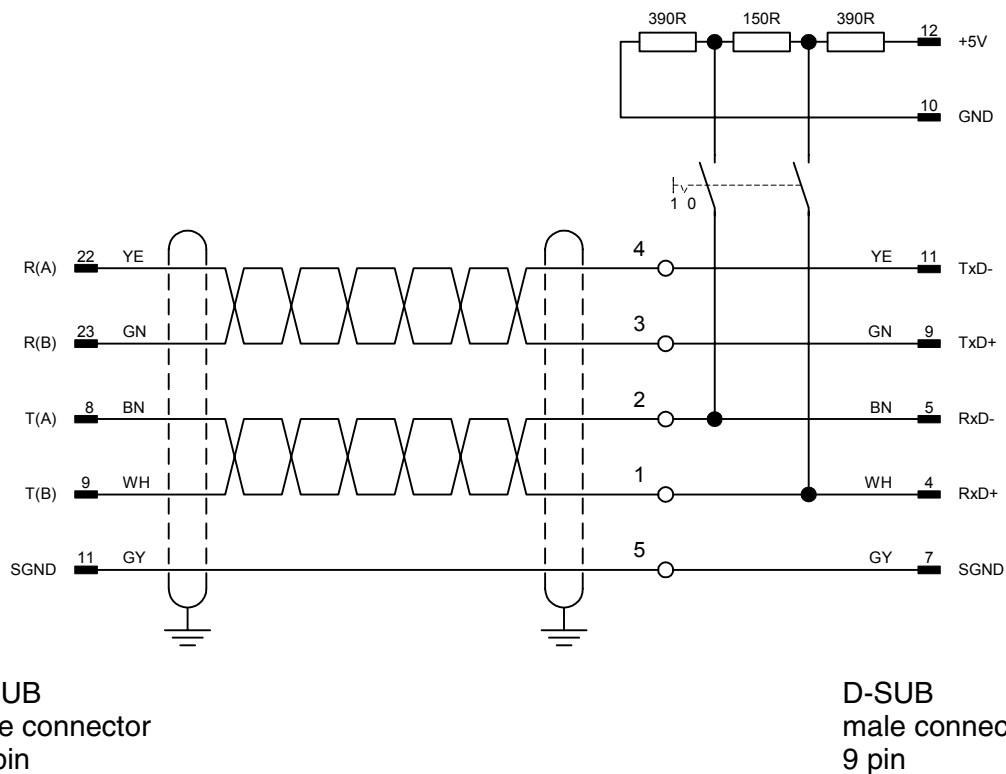 390R 150R 390R
12 +5V
10 GND
1 0
R(A) 22 YE 4 YE 11 TxD-
R(B) 23 GN 3 GN 9 TxD+
T(A) 8 BN 2 BN 5 RxD-
T(B) 9 WH 1 WH 4 RxD+
SGND 11 GY 5 GY 7 SGND
UB
e connector
pin
D-SUB
male connec
9 pin